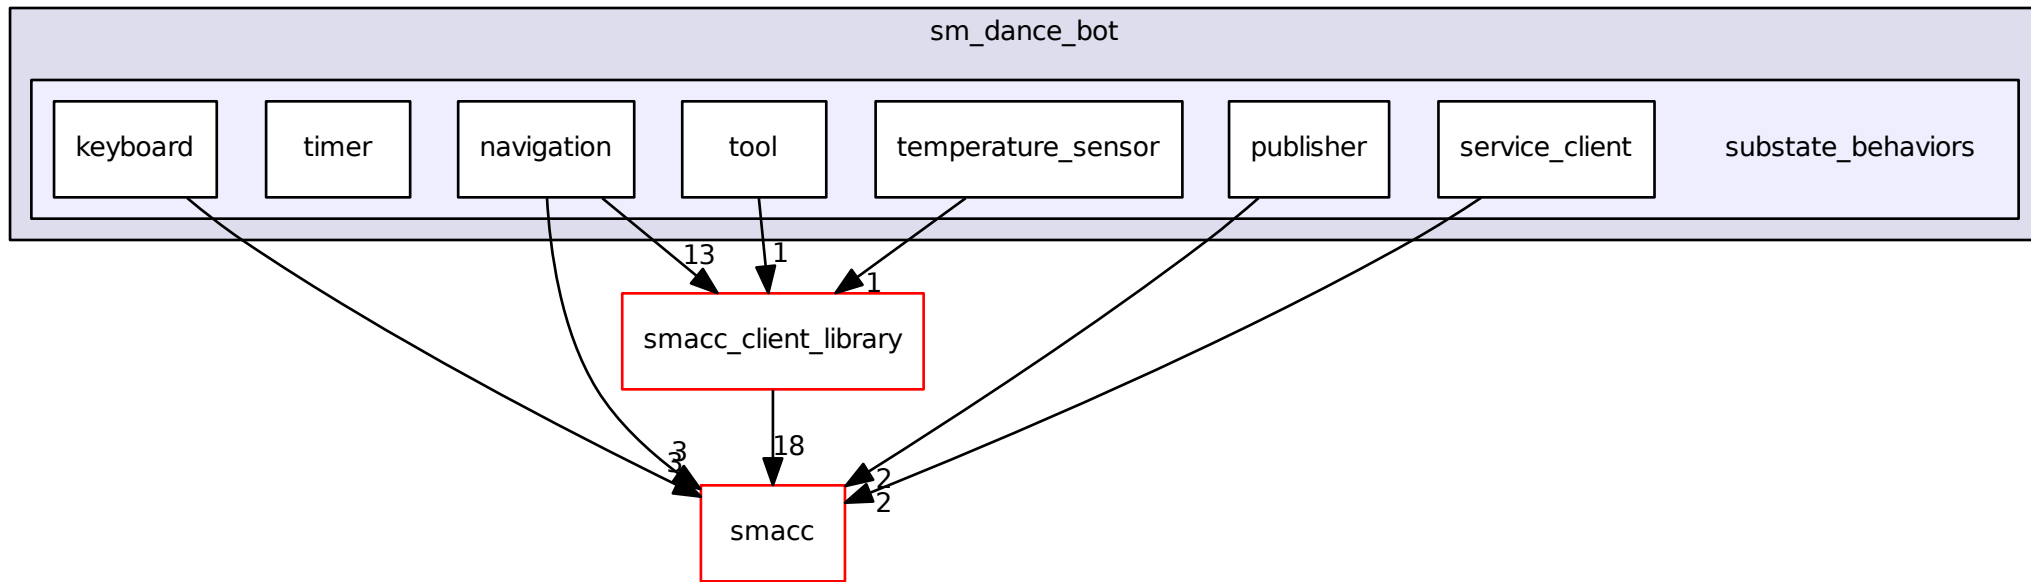 sm_dance_bot
keyboard
timer
navigation
tool
temperature_sensor
publisher
service_client
substate_behaviors
13
1
1
smacc_client_library
18
3
3
2
2
smacc